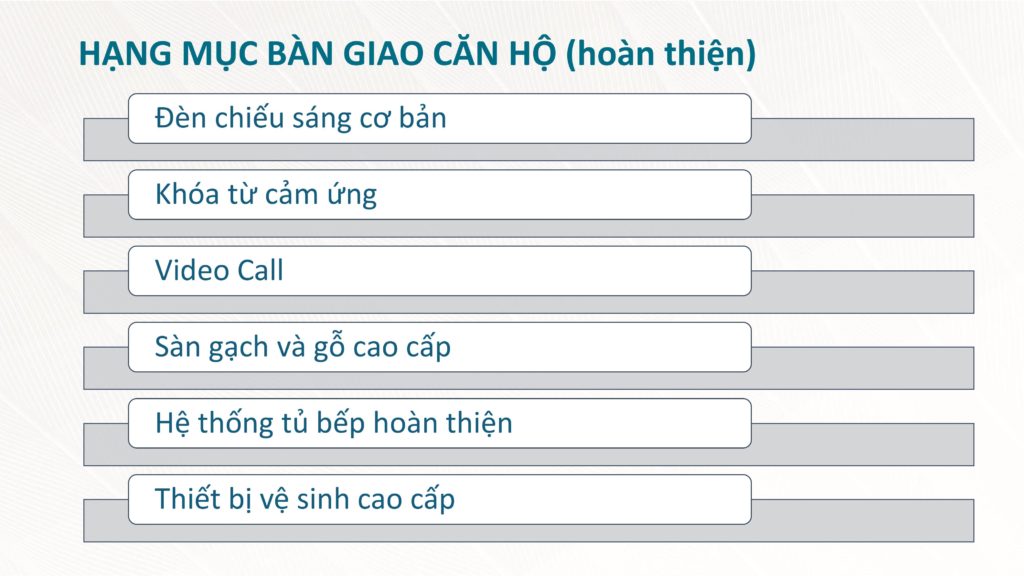 HẠNG MỤC BÀN GIAO CĂN HỘ (hoàn thiện)
Đèn chiếu sáng cơ bản
Khóa từ cảm ứng
Video Call
Sàn gạch và gỗ cao cấp
Hệ thống tủ bếp hoàn thiện
Thiết bị vệ sinh cao cấp